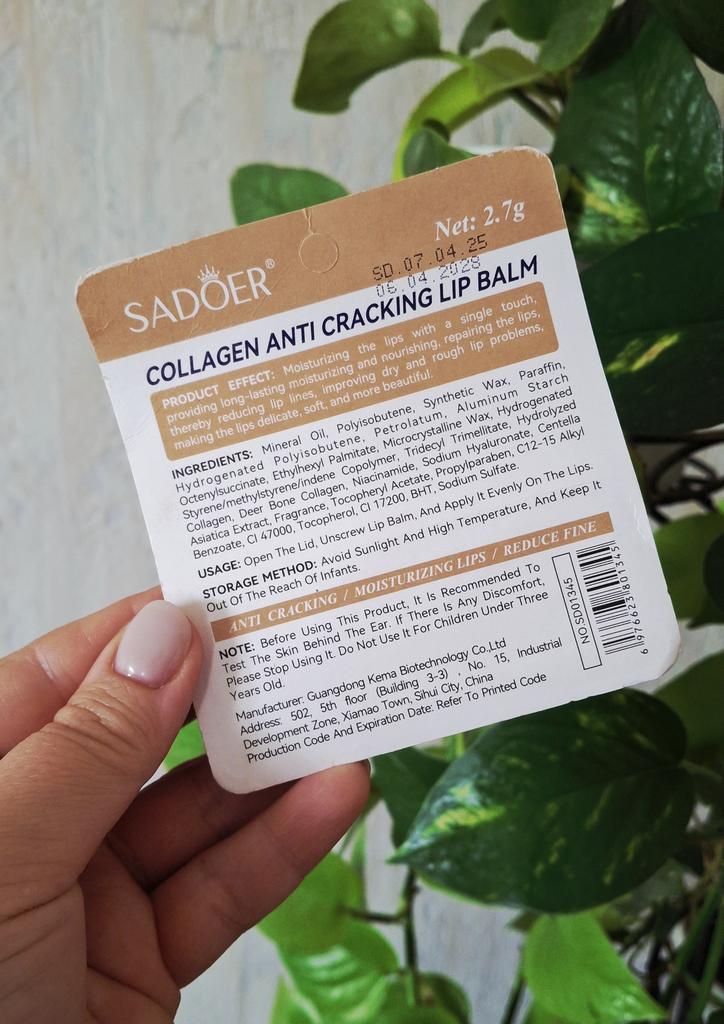 Net: 2.7g
SADOER®
SD.07.04.25
06.04.2028
COLLAGEN ANTI CRACKING LIP BALM
PRODUCT EFFECT: Moisturizing the lips with a single touch,
providing long-lasting moisturizing and nourishing, repairing the lips,
thereby reducing lip lines, improving dry and rough lip problems,
making the lips delicate, soft, and more beautiful.
INGREDIENTS: Mineral Oil, Polyisobutene, Synthetic Wax, Paraffin,
Hydrogenated Polyisobutene, Petrolatum, Aluminum Starch
Octenylsuccinate, Ethylhexyl Palmitate, Microcrystalline Wax, Hydrogenated
Styrene/methylstyrene/indene Copolymer, Tridecyl Trimellitate, Hydrolyzed
Collagen, Deer Bone Collagen, Niacinamide, Sodium Hyaluronate, Centella
Asiatica Extract, Fragrance, Tocopheryl Acetate, Propylparaben, C12-15 Alkyl
Benzoate, CI 47000, Tocopherol, CI 17200, BHT, Sodium Sulfate.
USAGE: Open The Lid, Unscrew Lip Balm, And Apply It Evenly On The Lips.
STORAGE METHOD: Avoid Sunlight And High Temperature, And Keep It
Out Of The Reach Of Infants.
ANTI CRACKING / MOISTURIZING LIPS / REDUCE FINE
NOTE: Before Using This Product, It Is Recommended To
Test The Skin Behind The Ear. If There Is Any Discomfort,
Please Stop Using It. Do Not Use It For Children Under Three
Years Old.
Manufacturer: Guangdong Kema Biotechnology Co.,Ltd
Address: 502, 5th floor (Building 3-3) , No. 15, Industrial
Development Zone, Xiamao Town, Sihui City, China
Production Code And Expiration Date: Refer To Printed Code
NO.SD01345
6976623801345